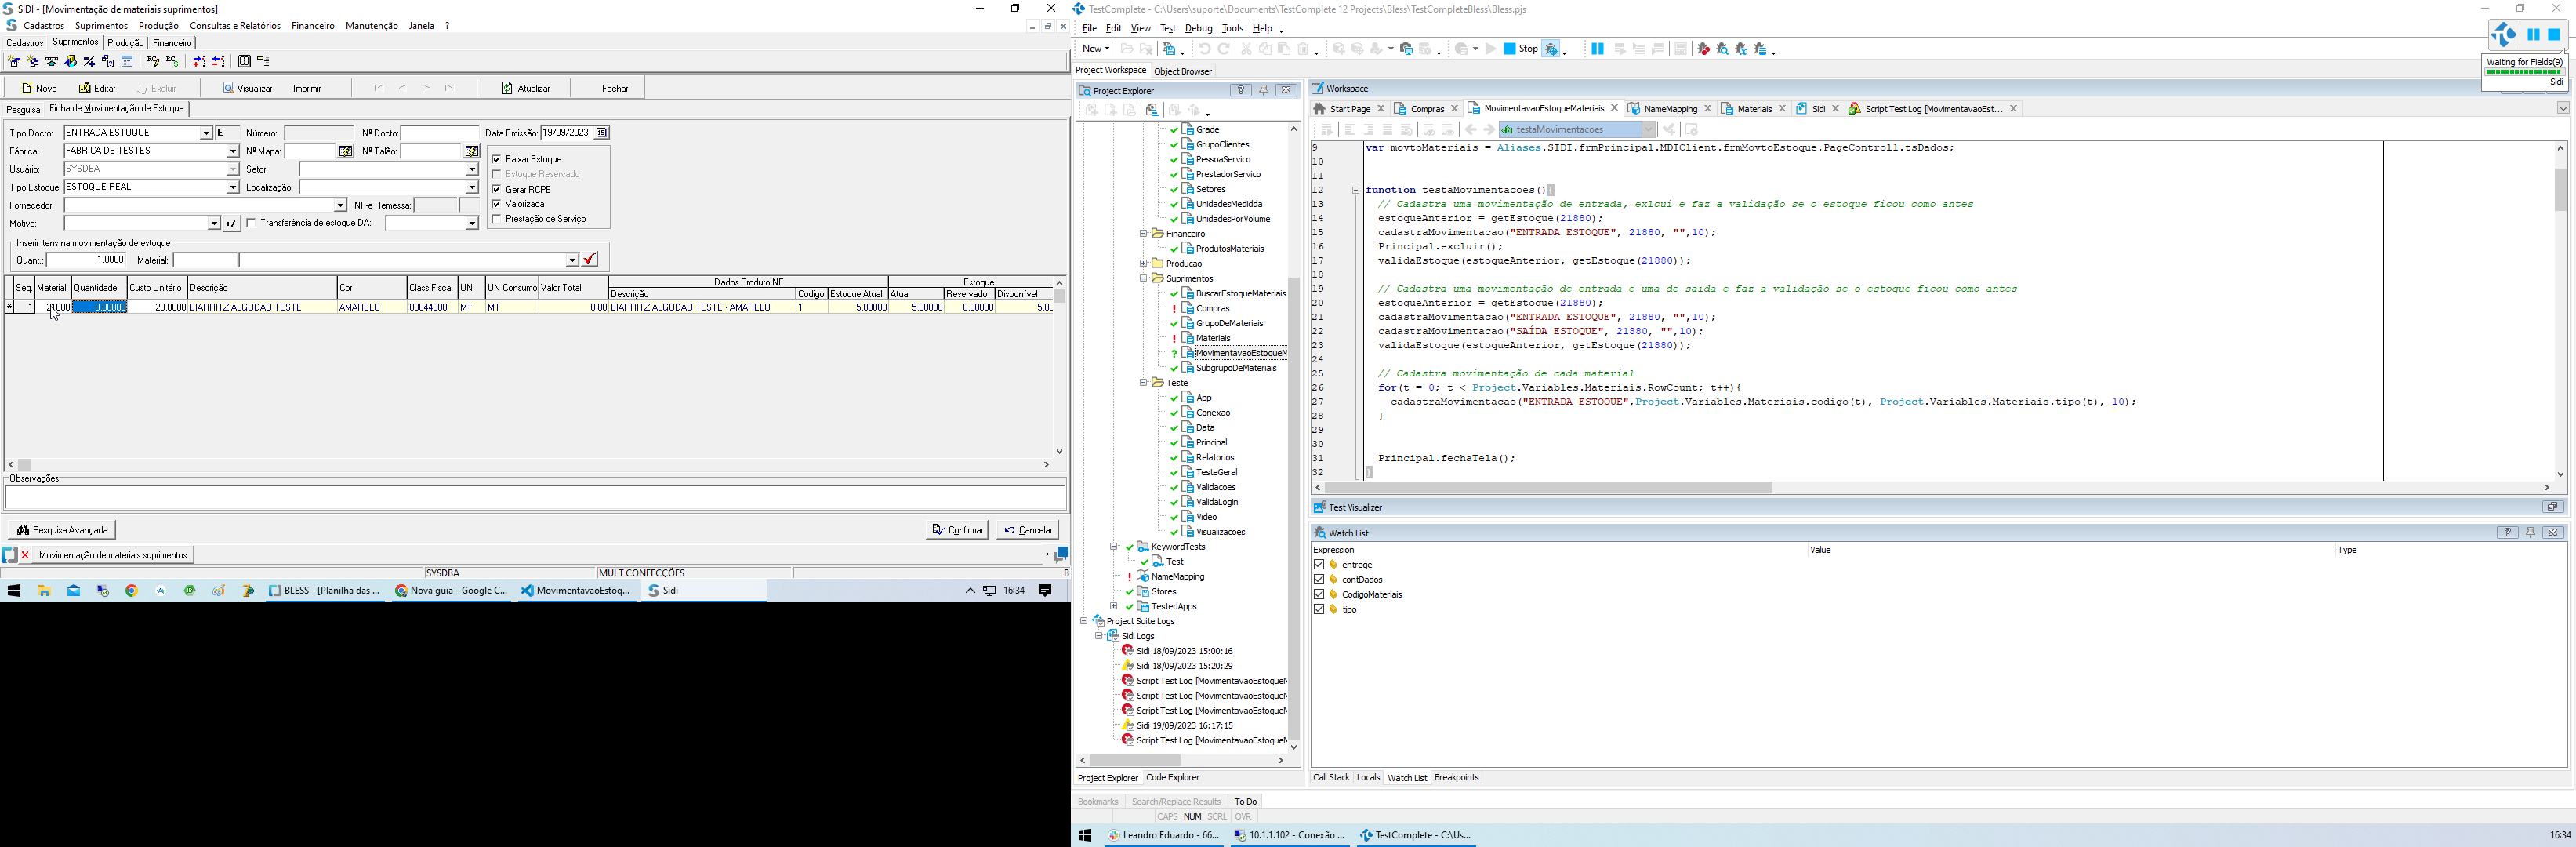 SIDI - [Movimentação de materiais suprimentos]
Cadastros Suprimentos Produção Consultas e Relatórios Financeiro Manutenção Janela ?
Cadastros Suprimentos Produção Financeiro
Novo Editar Excluir Visualizar Imprimir Atualizar Fechar
Pesquisa Ficha de Movimentação de Estoque
Tipo Docto: ENTRADA ESTOQUE E Número: Nº Docto: Data Emissão: 19/09/2023
Fábrica: FABRICA DE TESTES Nº Mapa: Nº Talão:
Usuário: SYSDBA Setor:
Tipo Estoque: ESTOQUE REAL Localização:
Fornecedor: NF-e Remessa:
Motivo: +/- Transferência de estoque DA:
Baixar Estoque
Estoque Reservado
Gerar RCPE
Valorizada
Prestação de Serviço
Inserir itens na movimentação de estoque
Quant.: 1,0000 Material:
Seq. Material Quantidade Custo Unitário Descrição Cor Class.Fiscal UN UN Consumo Valor Total Dados Produto NF Estoque
Descrição Codigo Estoque Atual Atual Reservado Disponível
* 1 21880 0,00000 23,0000 BIARRITZ ALGODAO TESTE AMARELO 03044300 MT MT 0,00 BIARRITZ ALGODAO TESTE - AMARELO 1 5,00000 5,00000 0,00000 5,00
Observações
Pesquisa Avançada Confirmar Cancelar
Movimentação de materiais suprimentos
SYSDBA MULT CONFECÇÕES B
BLESS - [Planilha das ... Nova guia - Google C... MovimentavaoEstoq... Sidi 16:34
TestComplete - C:\Users\suporte\Documents\TestComplete 12 Projects\Bless\TestCompleteBless\Bless.pjs
File Edit View Test Debug Tools Help
New Stop
Waiting for Fields(9)
Sidi
Project Workspace Object Browser
Project Explorer
Grade
GrupoClientes
PessoaServico
PrestadorServico
Setores
UnidadesMedidda
UnidadesPorVolume
Financeiro
ProdutosMateriais
Producao
Suprimentos
BuscarEstoqueMateriais
Compras
GrupoDeMateriais
Materiais
MovimentavaoEstoqueM
SubgrupoDeMateriais
Teste
App
Conexao
Data
Principal
Relatorios
TesteGeral
Validacoes
ValidaLogin
Video
Visualizacoes
KeywordTests
Test
NameMapping
Stores
TestedApps
Project Suite Logs
Sidi Logs
Sidi 18/09/2023 15:00:16
Sidi 18/09/2023 15:20:29
Script Test Log [MovimentavaoEstoqueM
Script Test Log [MovimentavaoEstoqueM
Script Test Log [MovimentavaoEstoqueM
Sidi 19/09/2023 16:17:15
Script Test Log [MovimentavaoEstoqueM
Project Explorer Code Explorer
Workspace
Start Page Compras MovimentavaoEstoqueMateriais NameMapping Materiais Sidi Script Test Log [MovimentavaoEst...
testaMovimentacoes
9 var movtoMateriais = Aliases.SIDI.frmPrincipal.MDIClient.frmMovtoEstoque.PageControll.tsDados;
10
11
12 function testaMovimentacoes(){
13 // Cadastra uma movimentação de entrada, exlcui e faz a validação se o estoque ficou como antes
14 estoqueAnterior = getEstoque(21880);
15 cadastraMovimentacao("ENTRADA ESTOQUE", 21880, "",10);
16 Principal.excluir();
17 validaEstoque(estoqueAnterior, getEstoque(21880));
18
19 // Cadastra uma movimentação de entrada e uma de saida e faz a validação se o estoque ficou como antes
20 estoqueAnterior = getEstoque(21880);
21 cadastraMovimentacao("ENTRADA ESTOQUE", 21880, "",10);
22 cadastraMovimentacao("SAÍDA ESTOQUE", 21880, "",10);
23 validaEstoque(estoqueAnterior, getEstoque(21880));
24
25 // Cadastra movimentação de cada material
26 for(t = 0; t < Project.Variables.Materiais.RowCount; t++){
27 cadastraMovimentacao("ENTRADA ESTOQUE",Project.Variables.Materiais.codigo(t), Project.Variables.Materiais.tipo(t), 10);
28 }
29
30
31 Principal.fechaTela();
32 }
Test Visualizer
Watch List
Expression Value Type
entrege
contDados
CodigoMateriais
tipo
Call Stack Locals Watch List Breakpoints
Bookmarks Search/Replace Results To Do
CAPS NUM SCRL OVR
Leandro Eduardo - 66... 10.1.1.102 - Conexão ... TestComplete - C:\Us... 16:34